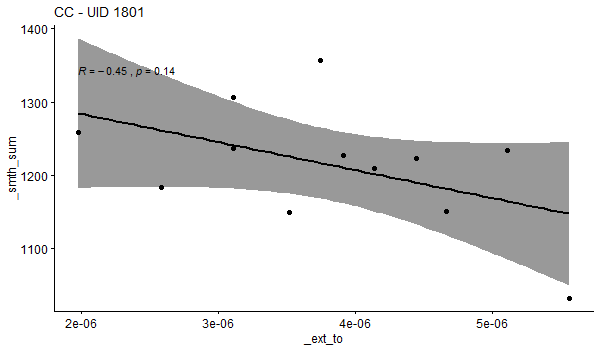 CC - UID 1801
1400
R = −0.45 , p = 0.14
1300
1200
1100
_smth_sum
2e-06 3e-06 4e-06 5e-06
_ext_to